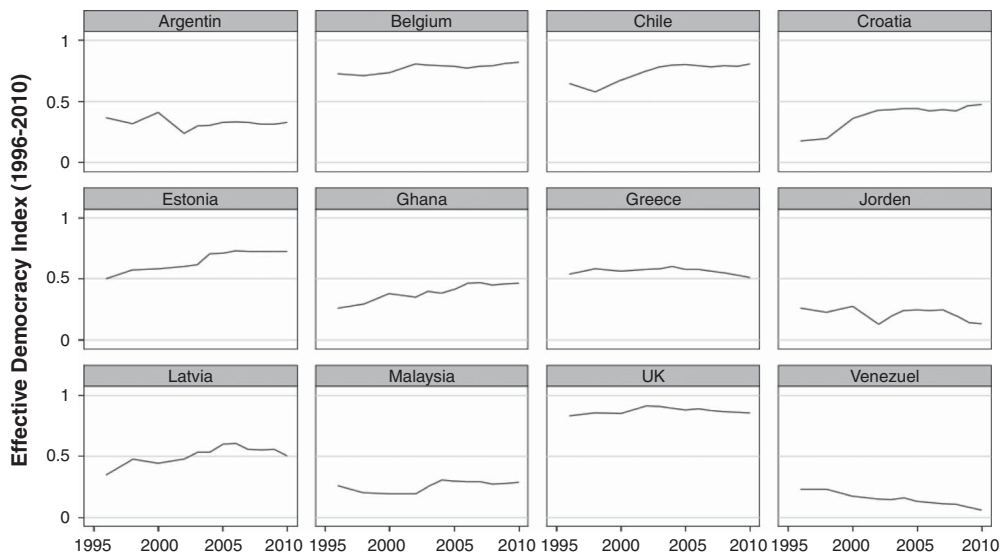 Effective Democracy Index (1996-2010)
Argentin Belgium Chile Croatia
1
0.5
0
Estonia Ghana Greece Jorden
1
0.5
0
Latvia Malaysia UK Venezuel
1
0.5
0
1995 2000 2005 2010 1995 2000 2005 2010 1995 2000 2005 2010 1995 2000 2005 2010